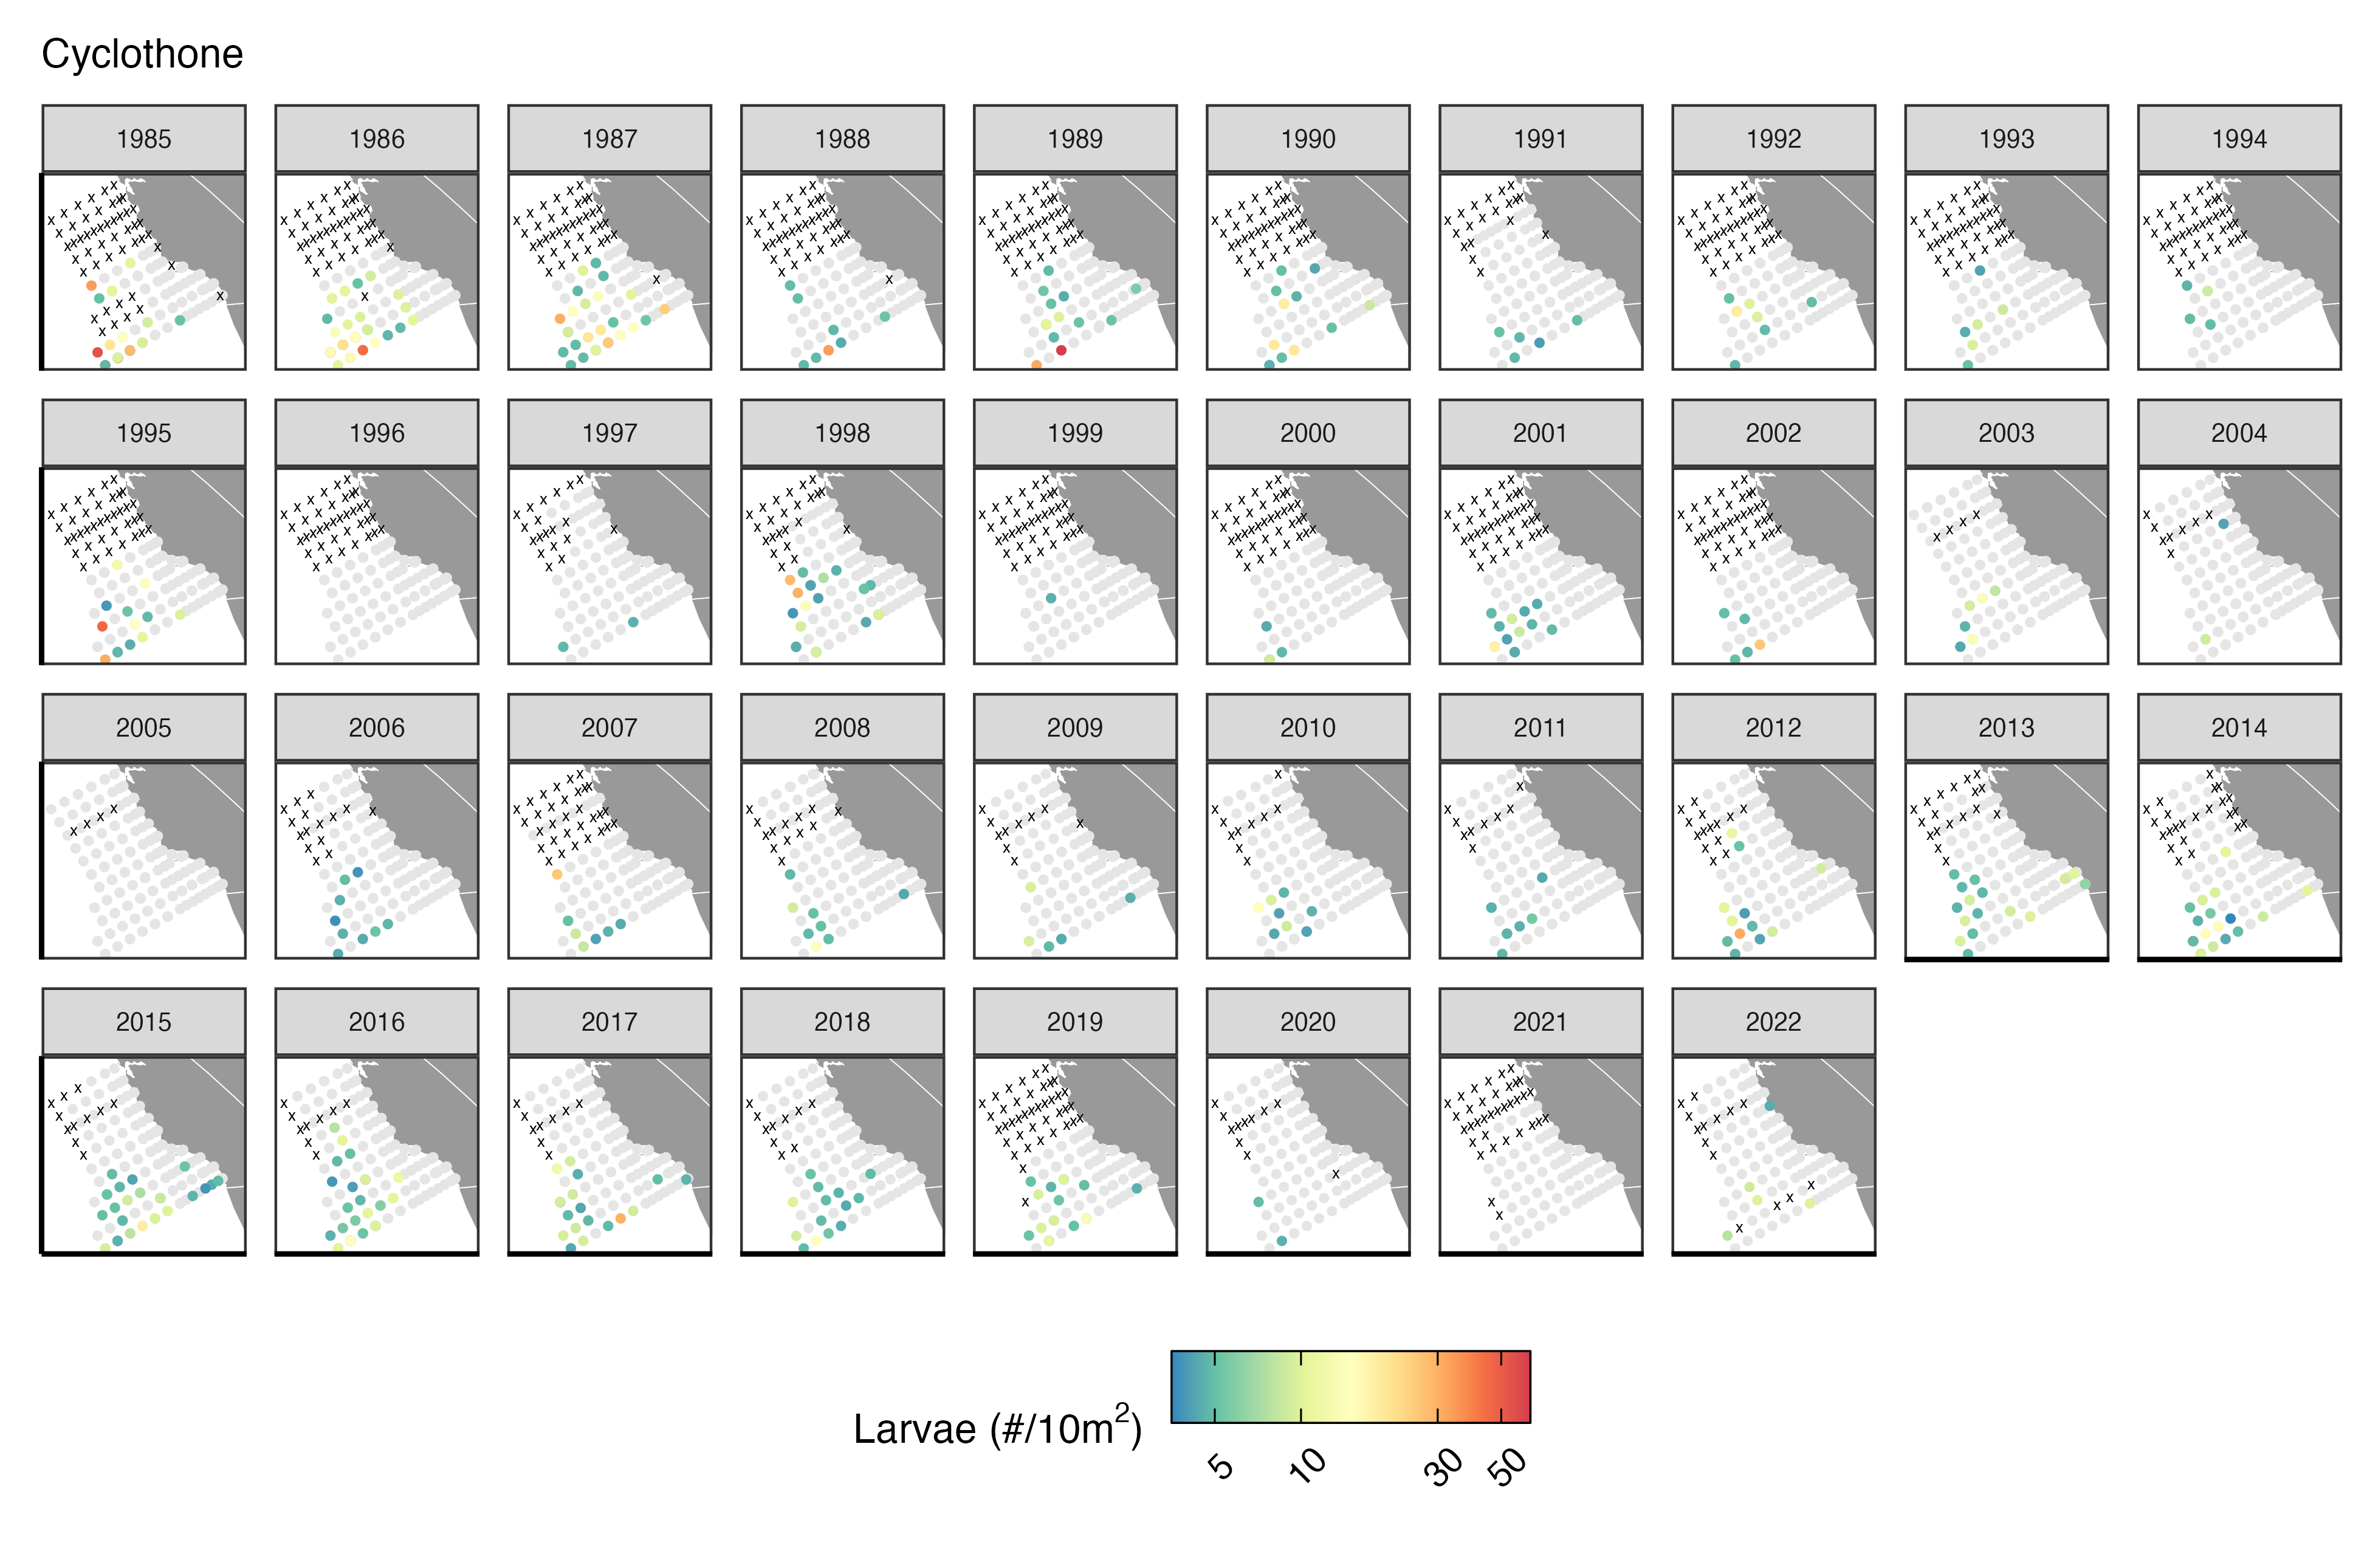 Cyclothone
1985 1986 1987 1988 1989 1990 1991 1992 1993 1994
1995 1996 1997 1998 1999 2000 2001 2002 2003 2004
2005 2006 2007 2008 2009 2010 2011 2012 2013 2014
2015 2016 2017 2018 2019 2020 2021 2022
Larvae (#/10m²)
5 10 30 50